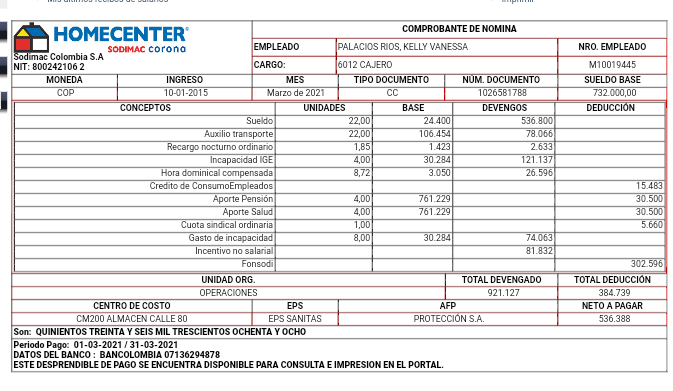 HOMECENTER
SODIMAC corona
Sodimac Colombia S.A
NIT: 800242106 2
COMPROBANTE DE NOMINA
EMPLEADO PALACIOS RIOS, KELLY VANESSA NRO. EMPLEADO
CARGO: 6012 CAJERO M10019445
MONEDA INGRESO MES TIPO DOCUMENTO NÚM. DOCUMENTO SUELDO BASE
COP 10-01-2015 Marzo de 2021 CC 1026581788 732.000,00
CONCEPTOS UNIDADES BASE DEVENGOS DEDUCCIÓN
Sueldo 22,00 24.400 536.800
Auxilio transporte 22,00 106.454 78.066
Recargo nocturno ordinario 1,85 1.423 2.633
Incapacidad IGE 4,00 30.284 121.137
Hora dominical compensada 8,72 3.050 26.596
Credito de ConsumoEmpleados 15.483
Aporte Pensión 4,00 761.229 30.500
Aporte Salud 4,00 761.229 30.500
Cuota sindical ordinaria 1,00 5.660
Gasto de incapacidad 8,00 30.284 74.063
Incentivo no salarial 81.832
Fonsodi 302.596
UNIDAD ORG. TOTAL DEVENGADO TOTAL DEDUCCIÓN
OPERACIONES 921.127 384.739
CENTRO DE COSTO EPS AFP NETO A PAGAR
CM200 ALMACEN CALLE 80 EPS SANITAS PROTECCIÓN S.A. 536.388
Son: QUINIENTOS TREINTA Y SEIS MIL TRESCIENTOS OCHENTA Y OCHO
Periodo Pago: 01-03-2021 / 31-03-2021
DATOS DEL BANCO : BANCOLOMBIA 07136294878
ESTE DESPRENDIBLE DE PAGO SE ENCUENTRA DISPONIBLE PARA CONSULTA E IMPRESION EN EL PORTAL.